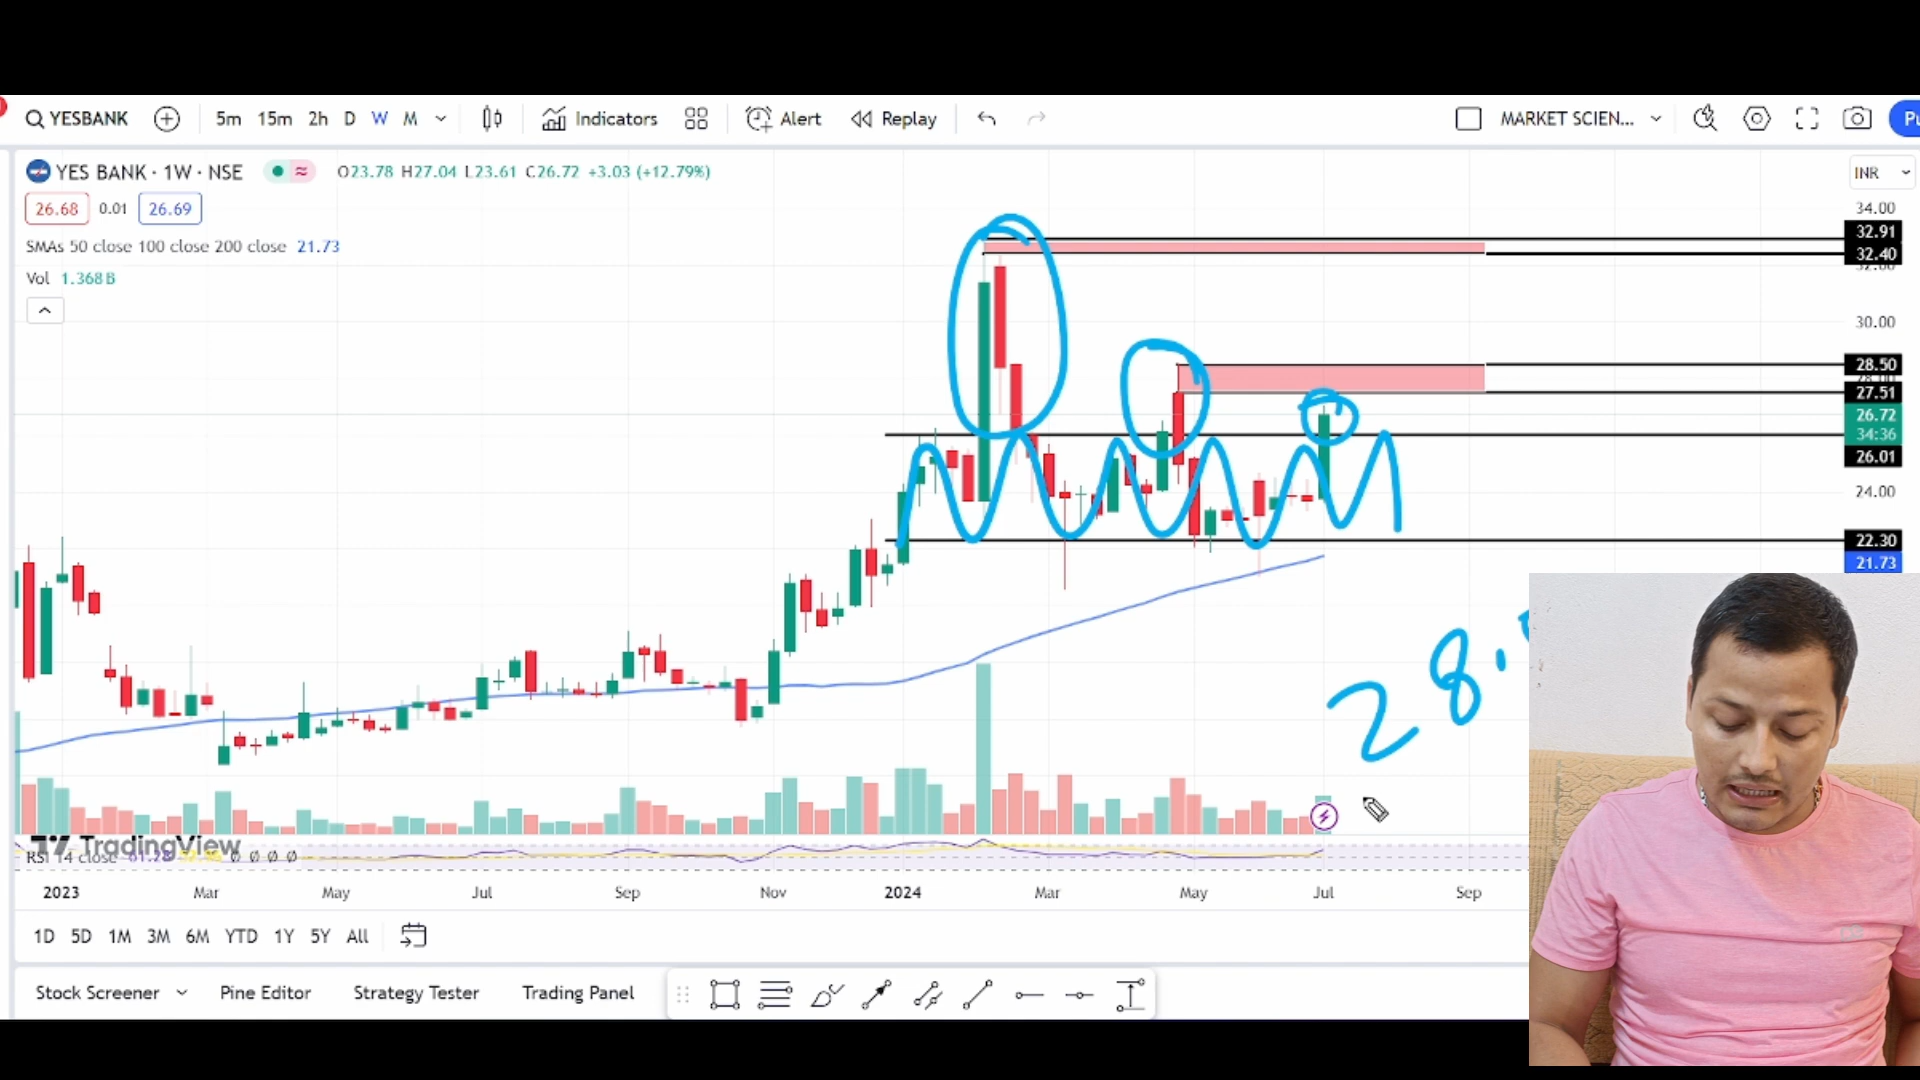 YESBANK 5m 15m 2h D W M Indicators Alert Replay MARKET SCIEN...
YES BANK · 1W · NSE O23.78 H27.04 L23.61 C26.72 +3.03 (+12.79%) INR
26.68 0.01 26.69
SMAs 50 close 100 close 200 close 21.73
Vol 1.368B
34.00
32.91
32.40
30.00
28.50
27.51
26.72
34:36
26.01
24.00
22.30
21.73
28.
TradingView
RSI 14 close
2023 Mar May Jul Sep Nov 2024 Mar May Jul Sep
1D 5D 1M 3M 6M YTD 1Y 5Y All
Stock Screener Pine Editor Strategy Tester Trading Panel